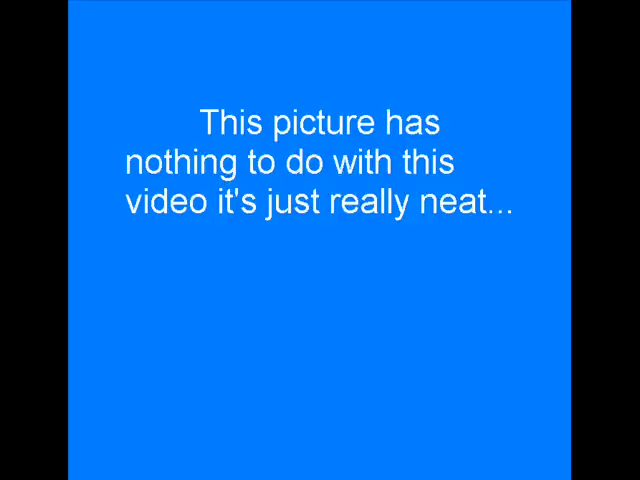 This picture has
nothing to do with this
video it's just really neat...